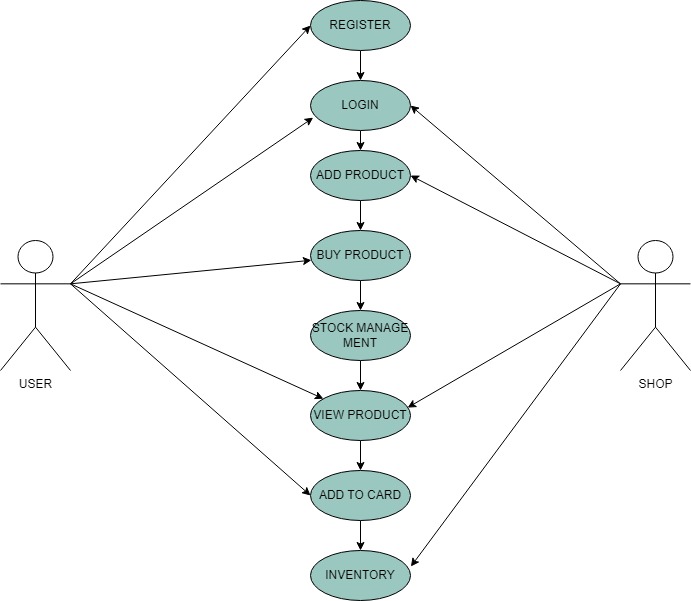 REGISTER
LOGIN
ADD PRODUCT
BUY PRODUCT
STOCK MANAGE
MENT
USER
SHOP
VIEW PRODUCT
ADD TO CARD
INVENTORY